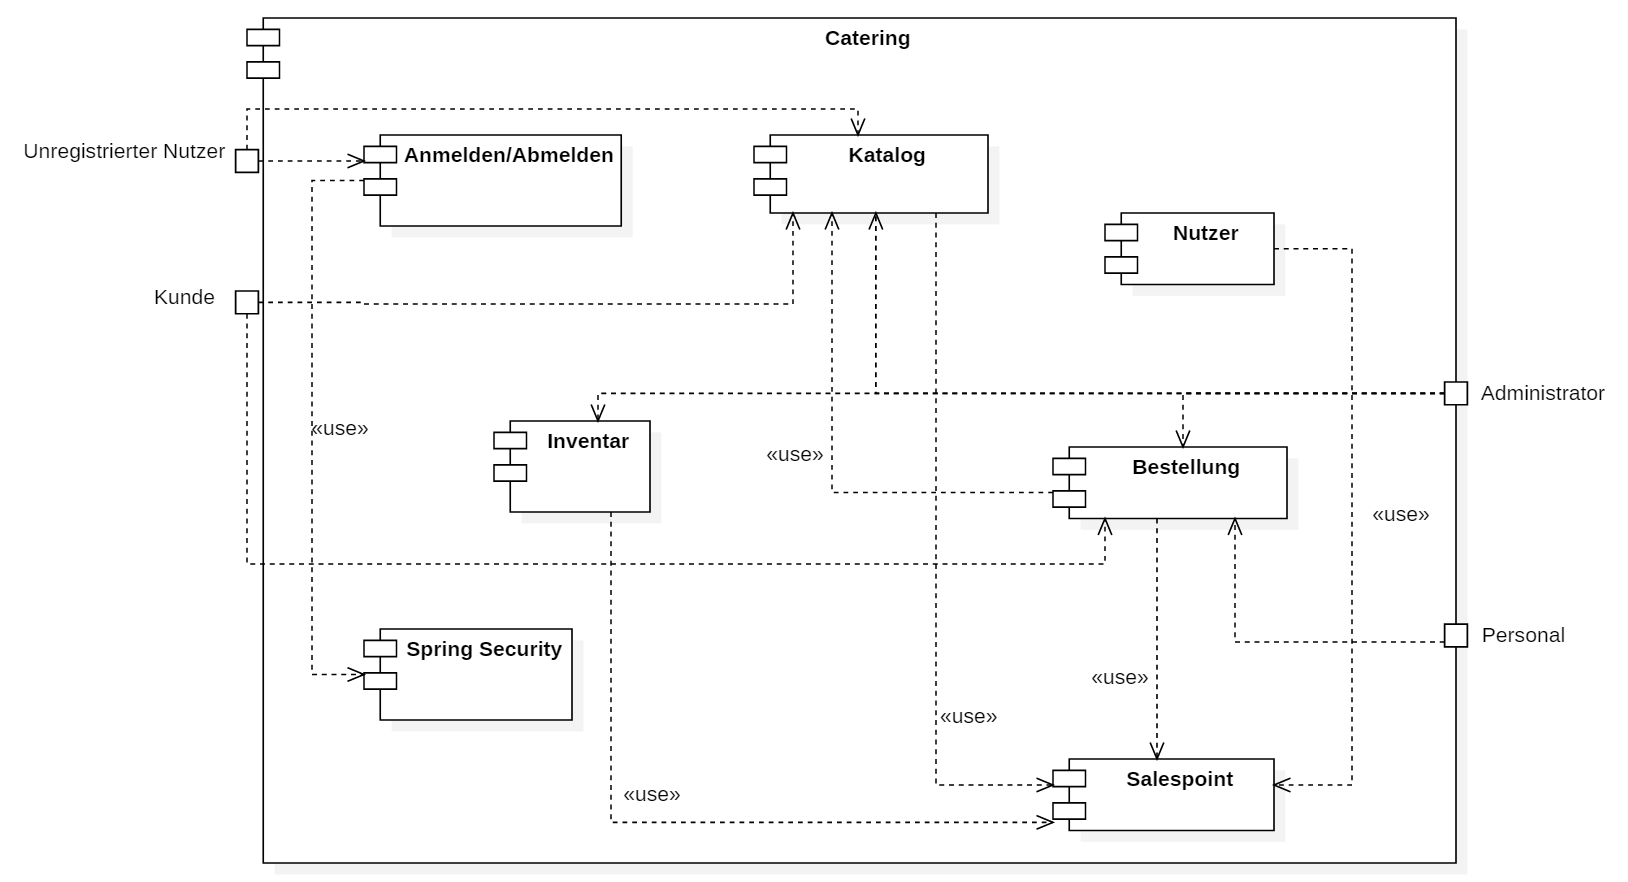 Catering
Unregistrierter Nutzer
Anmelden/Abmelden
Katalog
Nutzer
Kunde
Administrator
«use»
Inventar
«use»
Bestellung
«use»
Spring Security
Personal
«use»
«use»
Salespoint
«use»